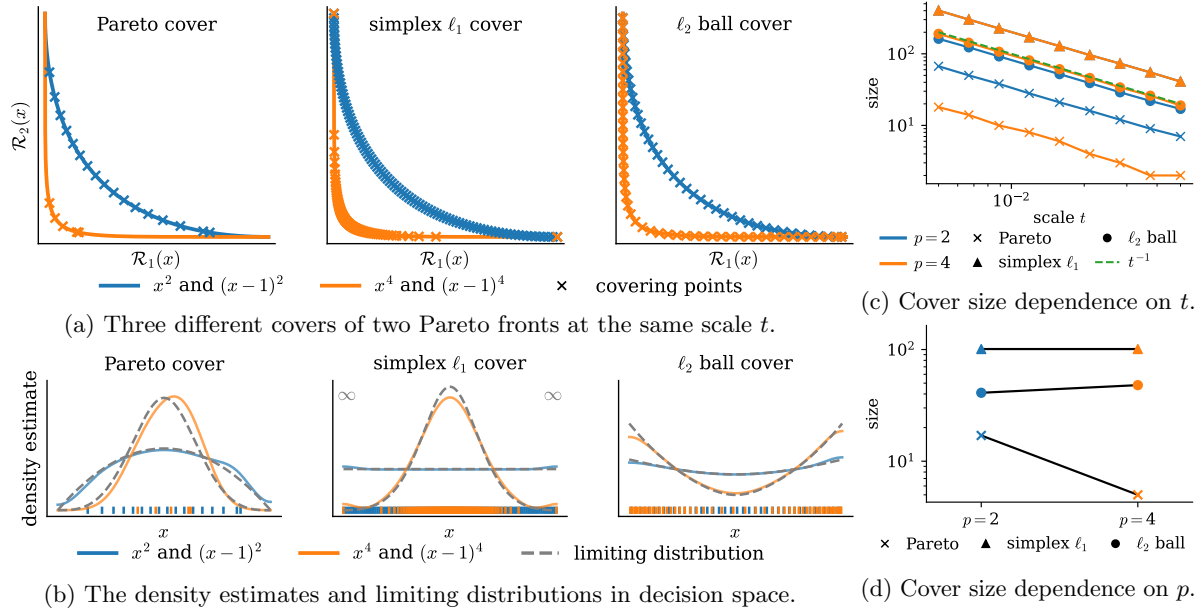 Pareto cover
simplex ℓ₁ cover
ℓ₂ ball cover
R₂(x)
R₁(x)
R₁(x)
R₁(x)
x² and (x−1)²
x⁴ and (x−1)⁴
covering points
(a) Three different covers of two Pareto fronts at the same scale t.
size
10²
10¹
10⁻²
scale t
p = 2
Pareto
ℓ₂ ball
p = 4
simplex ℓ₁
t⁻¹
(c) Cover size dependence on t.
Pareto cover
simplex ℓ₁ cover
ℓ₂ ball cover
density estimate
∞
∞
x
x
x
x² and (x−1)²
x⁴ and (x−1)⁴
limiting distribution
(b) The density estimates and limiting distributions in decision space.
size
10²
10¹
p = 2
p = 4
Pareto
simplex ℓ₁
ℓ₂ ball
(d) Cover size dependence on p.